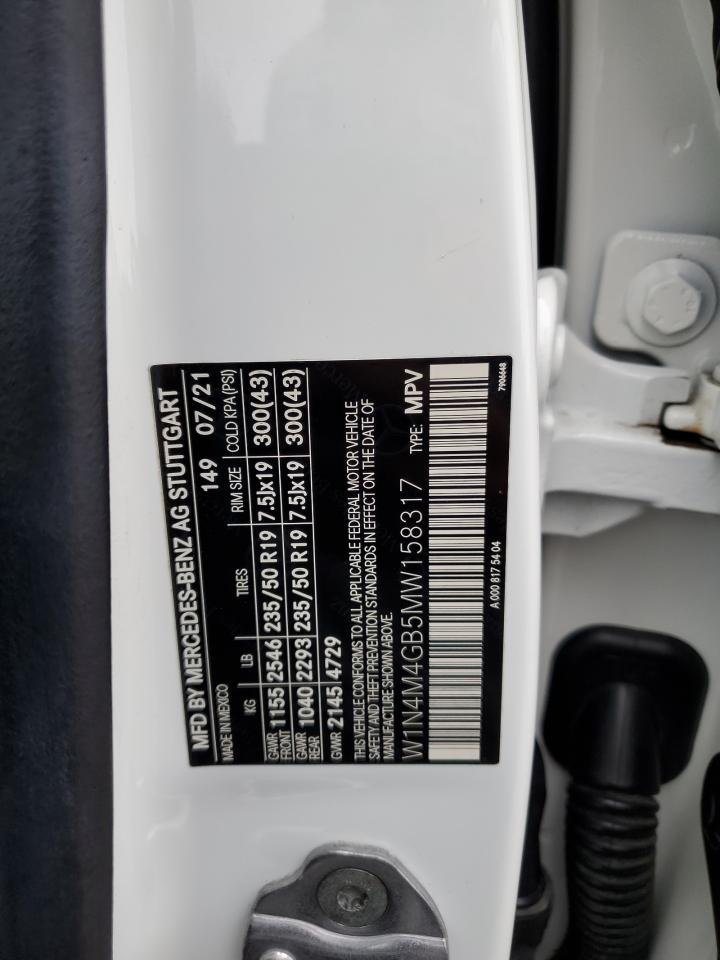 MFD BY MERCEDES-BENZ AG STUTTGART
MADE IN MEXICO 149 07/21
KG LB TIRES RIM SIZE COLD KPA(PSI)
GAWR FRONT 1155 2546 235/50 R19 7.5Jx19 300(43)
GAWR REAR 1040 2293 235/50 R19 7.5Jx19 300(43)
GVWR 2145 4729
THIS VEHICLE CONFORMS TO ALL APPLICABLE FEDERAL MOTOR VEHICLE
SAFETY AND THEFT PREVENTION STANDARDS IN EFFECT ON THE DATE OF
MANUFACTURE SHOWN ABOVE.
W1N4M4GB5MW158317 TYPE: MPV
A 000 817 54 04 7906648